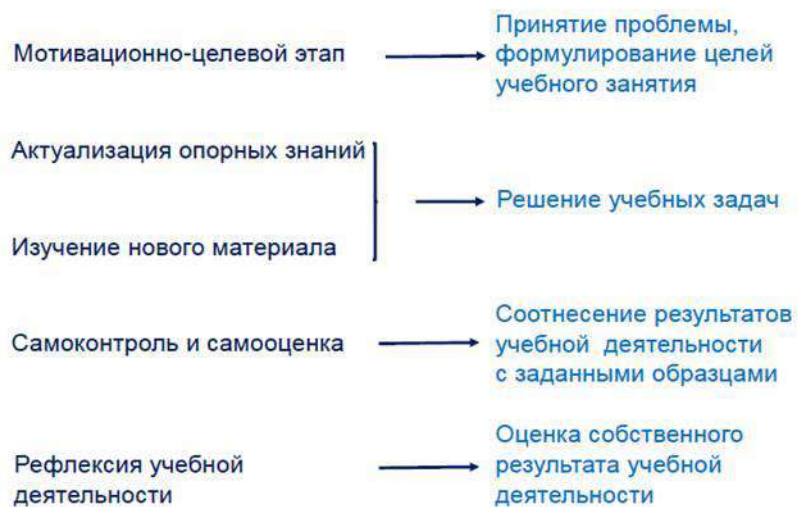 Мотивационно-целевой этап
Принятие проблемы,
формулирование целей
учебного занятия
Актуализация опорных знаний
Изучение нового материала
Решение учебных задач
Самоконтроль и самооценка
Соотнесение результатов
учебной деятельности
с заданными образцами
Рефлексия учебной
деятельности
Оценка собственного
результата учебной
деятельности